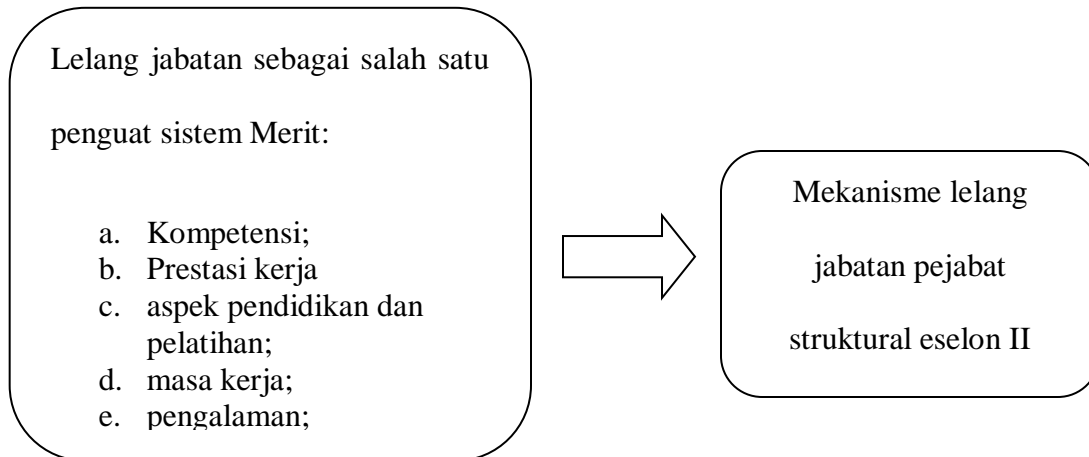 Lelang jabatan sebagai salah satu
penguat sistem Merit:
a. Kompetensi;
b. Prestasi kerja
c. aspek pendidikan dan
pelatihan;
d. masa kerja;
e. pengalaman;
Mekanisme lelang
jabatan pejabat
struktural eselon II